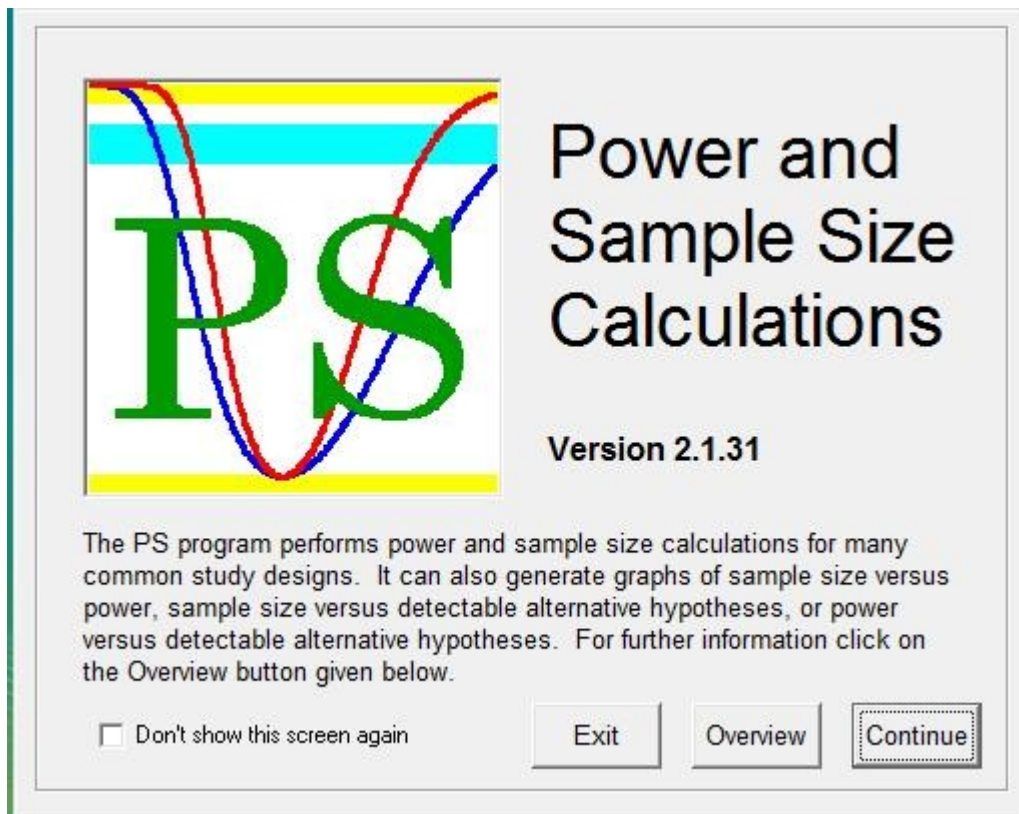 PS
Power and
Sample Size
Calculations
Version 2.1.31
The PS program performs power and sample size calculations for many
common study designs.  It can also generate graphs of sample size versus
power, sample size versus detectable alternative hypotheses, or power
versus detectable alternative hypotheses.  For further information click on
the Overview button given below.
Don't show this screen again
Exit
Overview
Continue